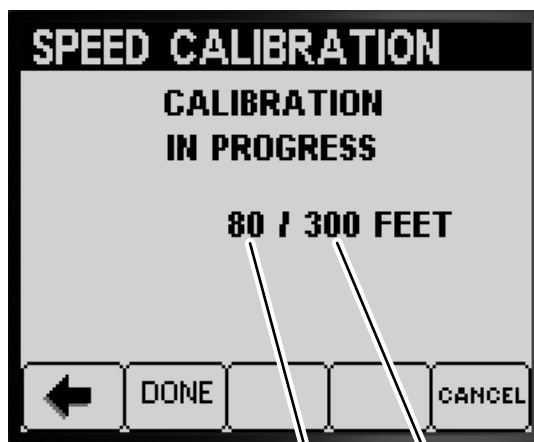 SPEED CALIBRATION
CALIBRATION
IN PROGRESS
80 / 300 FEET
DONE
CANCEL